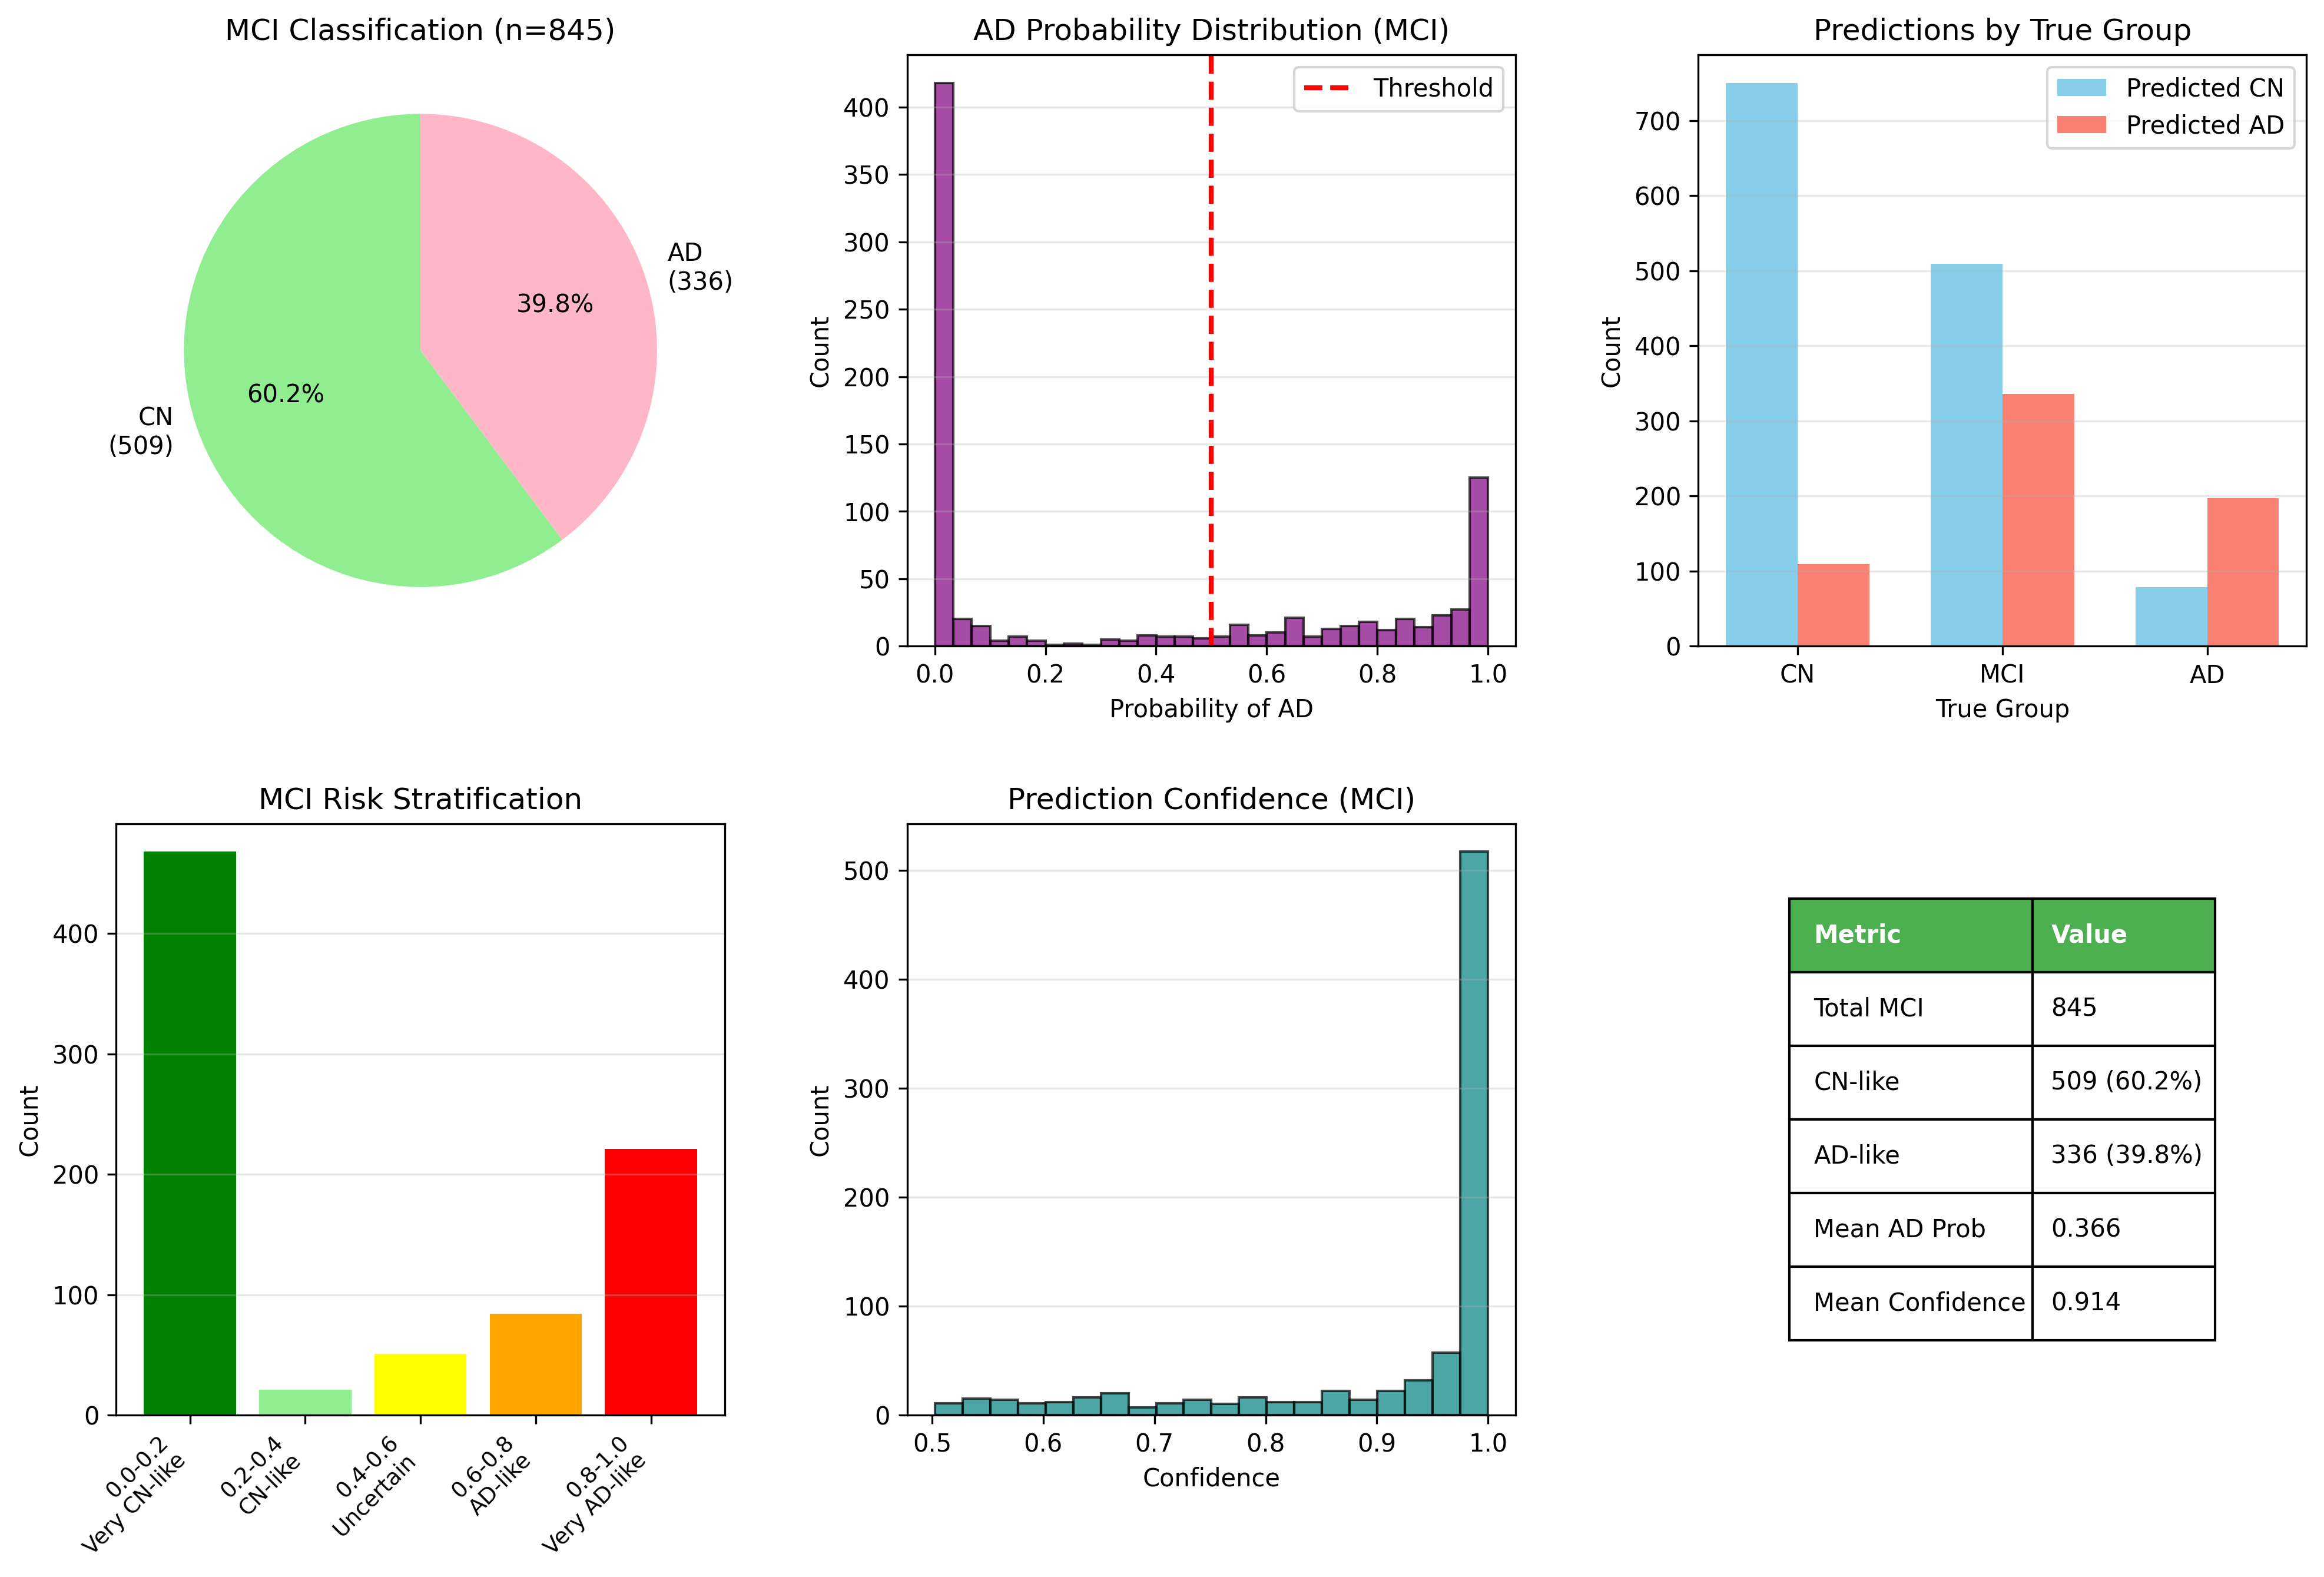 MCI Classification (n=845)
AD
(336)
39.8%
60.2%
CN
(509)
AD Probability Distribution (MCI)
Threshold
Count
400
350
300
250
200
150
100
50
0
0.0 0.2 0.4 0.6 0.8 1.0
Probability of AD
Predictions by True Group
Predicted CN
Predicted AD
Count
700
600
500
400
300
200
100
0
CN MCI AD
True Group
MCI Risk Stratification
Count
400
300
200
100
0
0.0-0.2
Very CN-like
0.2-0.4
CN-like
0.4-0.6
Uncertain
0.6-0.8
AD-like
0.8-1.0
Very AD-like
Prediction Confidence (MCI)
Count
500
400
300
200
100
0
0.5 0.6 0.7 0.8 0.9 1.0
Confidence
Metric Value
Total MCI 845
CN-like 509 (60.2%)
AD-like 336 (39.8%)
Mean AD Prob 0.366
Mean Confidence 0.914